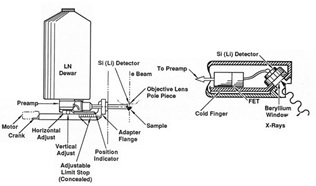 LN
Dewar
Si (Li) Detector
e Beam
Objective Lens
Pole Piece
Preamp
Motor
Crank
Horizontal
Adjust
Vertical
Adjust
Adjustable
Limit Stop
(Concealed)
Position
Indicator
Adapter
Flange
Sample
To Preamp
Si (Li) Detector
Cold Finger
FET
Beryllium
Window
X-Rays